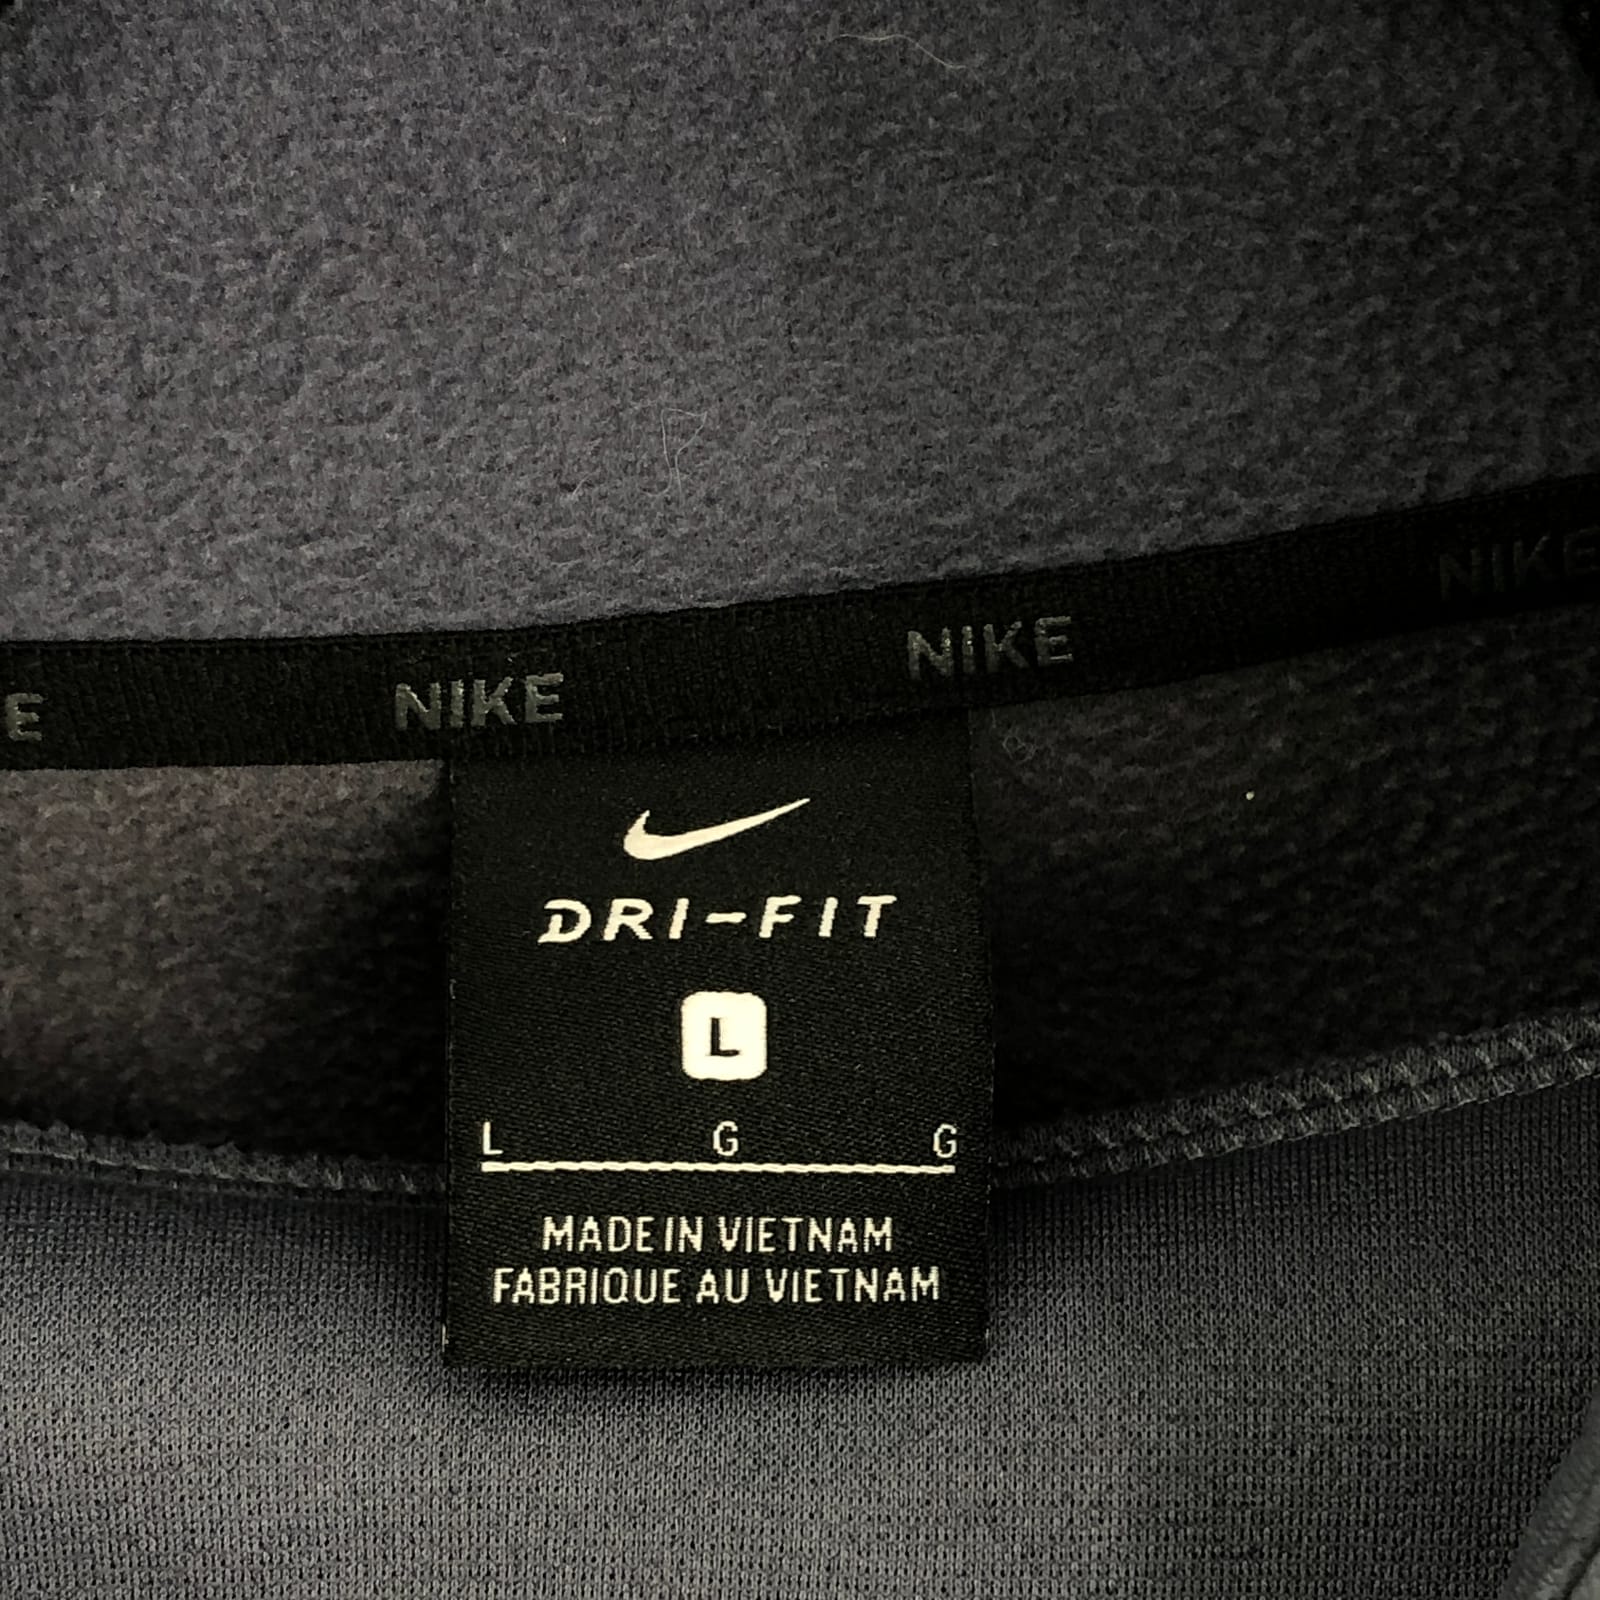 E NIKE NIKE NIKE
DRI-FIT
L
L G G
MADE IN VIETNAM
FABRIQUE AU VIETNAM